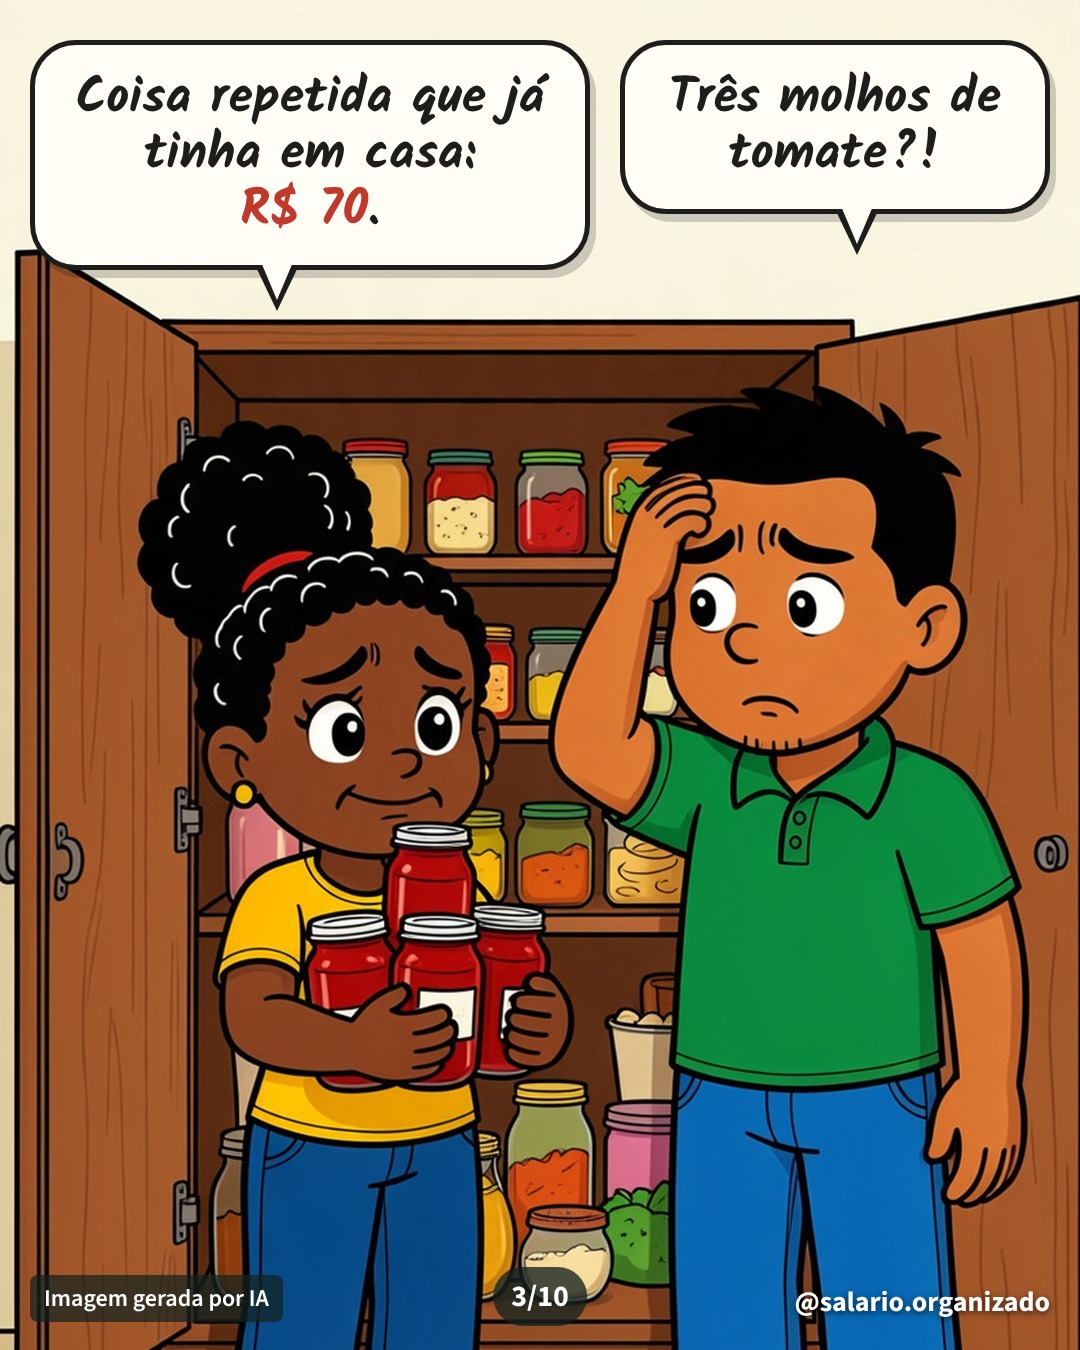 Coisa repetida que já
tinha em casa:
R$ 70.
Três molhos de
tomate?!
Imagem gerada por IA
3/10
@salario.organizado